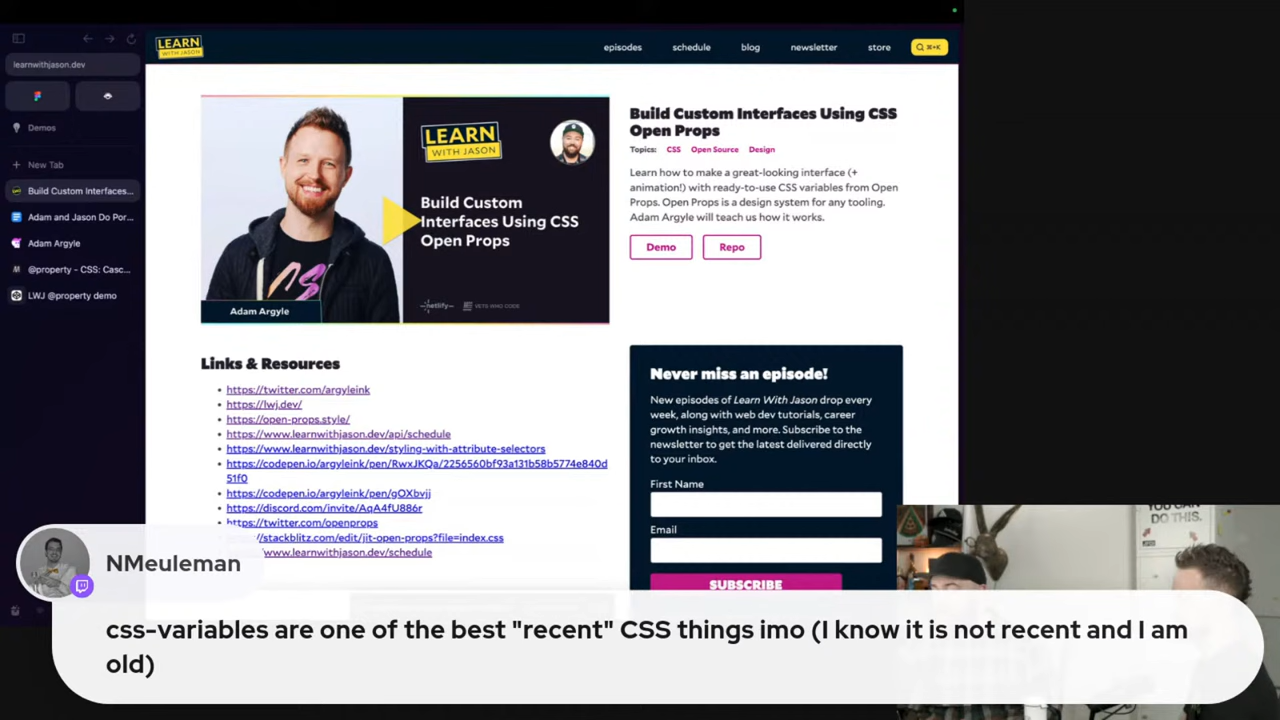 learnwithjason.dev
Demos
New Tab
Build Custom Interfaces...
Adam and Jason Do Por...
Adam Argyle
@property - CSS: Casc...
LWJ @property demo
LEARN
WITH JASON
episodes
schedule
blog
newsletter
store
⌘+K
LEARN
WITH JASON
Build Custom
Interfaces Using CSS
Open Props
Adam Argyle
netlify
VETS WHO CODE
Build Custom Interfaces Using CSS
Open Props
Topics: CSS Open Source Design
Learn how to make a great-looking interface (+
animation!) with ready-to-use CSS variables from Open
Props. Open Props is a design system for any tooling.
Adam Argyle will teach us how it works.
Demo
Repo
Links & Resources
https://twitter.com/argyleink
https://lwj.dev/
https://open-props.style/
https://www.learnwithjason.dev/api/schedule
https://www.learnwithjason.dev/styling-with-attribute-selectors
https://codepen.io/argyleink/pen/RwxJKQa/2256560bf93a131b58b5774e840d
51f0
https://codepen.io/argyleink/pen/gOXbvjj
https://discord.com/invite/AqA4fU886r
https://twitter.com/openprops
/stackblitz.com/edit/jit-open-props?file=index.css
www.learnwithjason.dev/schedule
Never miss an episode!
New episodes of Learn With Jason drop every
week, along with web dev tutorials, career
growth insights, and more. Subscribe to the
newsletter to get the latest delivered directly
to your inbox.
First Name
Email
SUBSCRIBE
YOU CAN
DO THIS.
NMeuleman
css-variables are one of the best "recent" CSS things imo (I know it is not recent and I am
old)